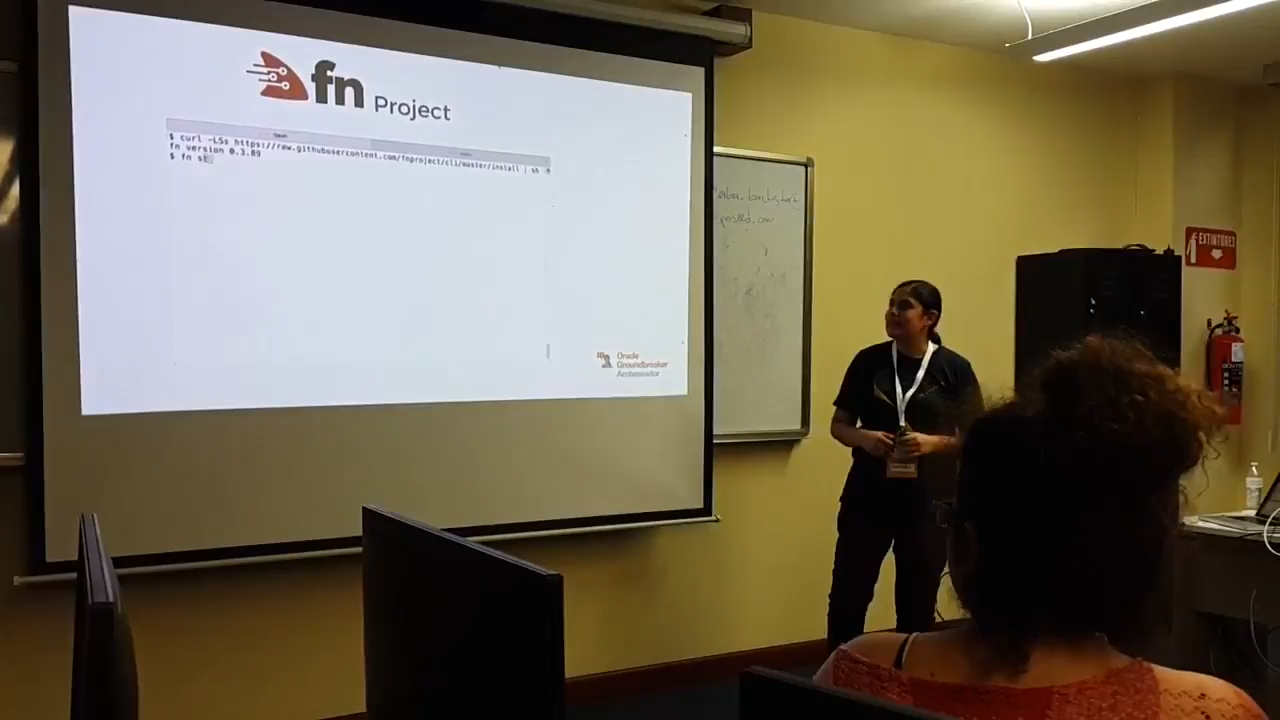 fn Project
$ curl -LSs https://raw.githubusercontent.com/fnproject/cli/master/install | sh
fn version 0.3.89
$ fn st
Oracle
Groundbreaker
Ambassador
EXTINTORES